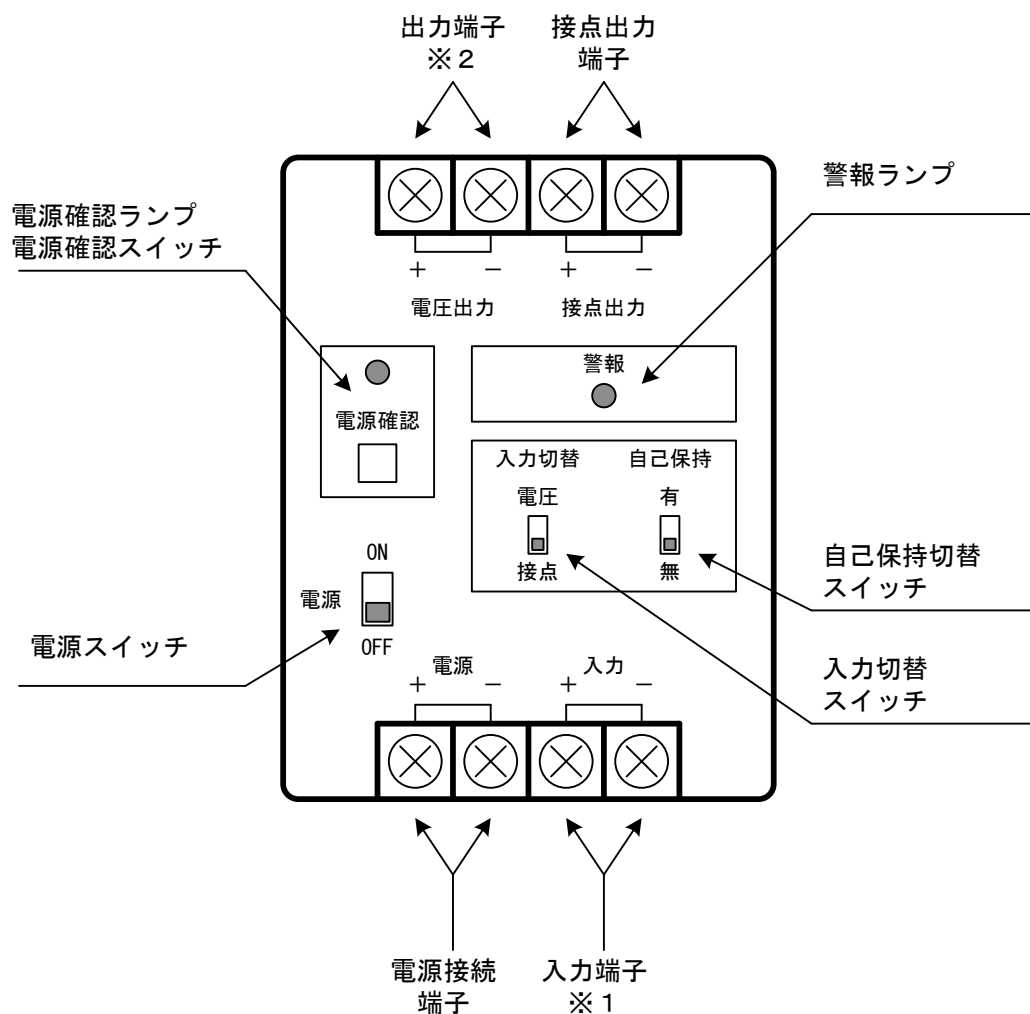 出力端子
※２
接点出力
端子
警報ランプ
電源確認ランプ
電源確認スイッチ
＋ － ＋ －
電圧出力 接点出力
警報
電源確認
入力切替 自己保持
電圧 有
接点 無
ON
電源
OFF
自己保持切替
スイッチ
電源スイッチ
入力切替
スイッチ
電源 入力
＋ － ＋ －
電源接続
端子
入力端子
※１